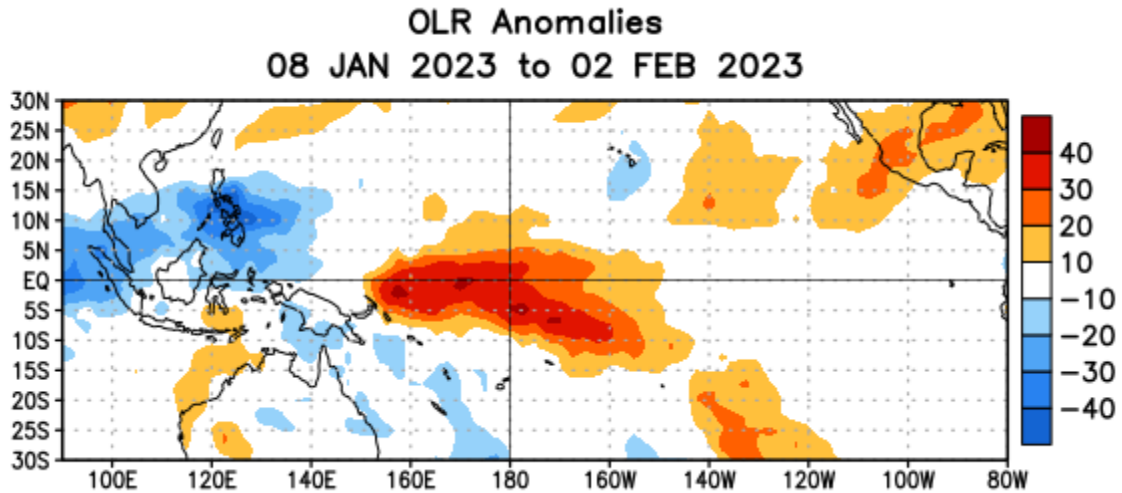 OLR Anomalies
08 JAN 2023 to 02 FEB 2023
30N
25N
20N
15N
10N
5N
EQ
5S
10S
15S
20S
25S
30S
100E 120E 140E 160E 180 160W 140W 120W 100W 80W
40
30
20
10
-10
-20
-30
-40